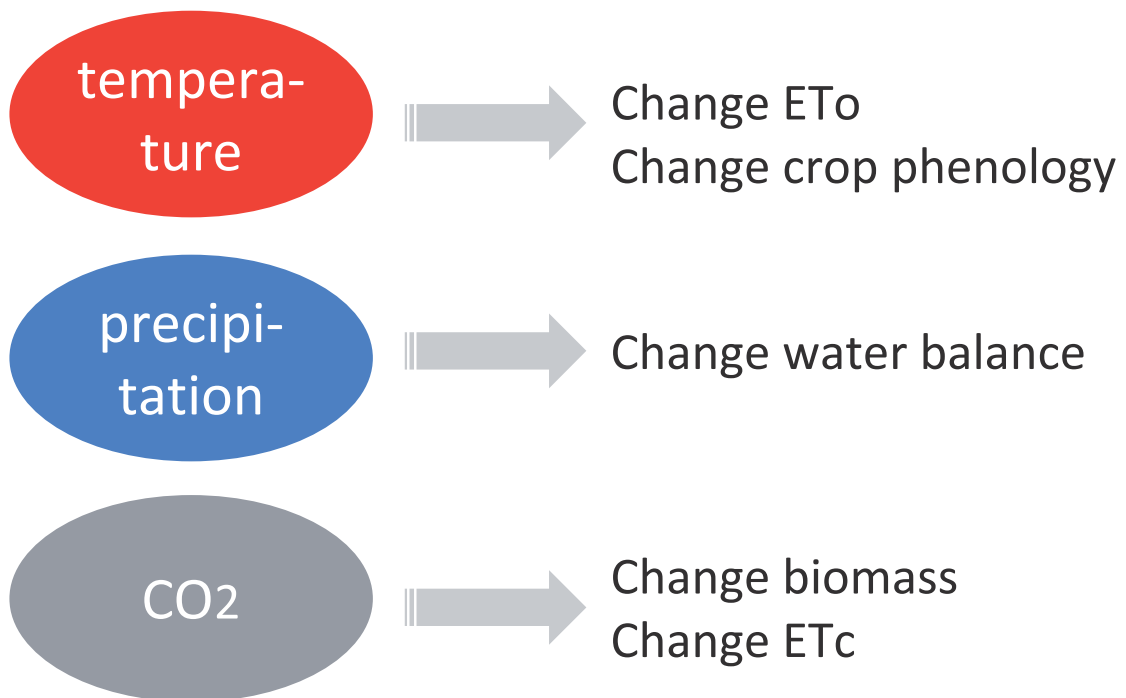 tempera-
ture
Change ETo
Change crop phenology
precipi-
tation
Change water balance
CO2
Change biomass
Change ETc